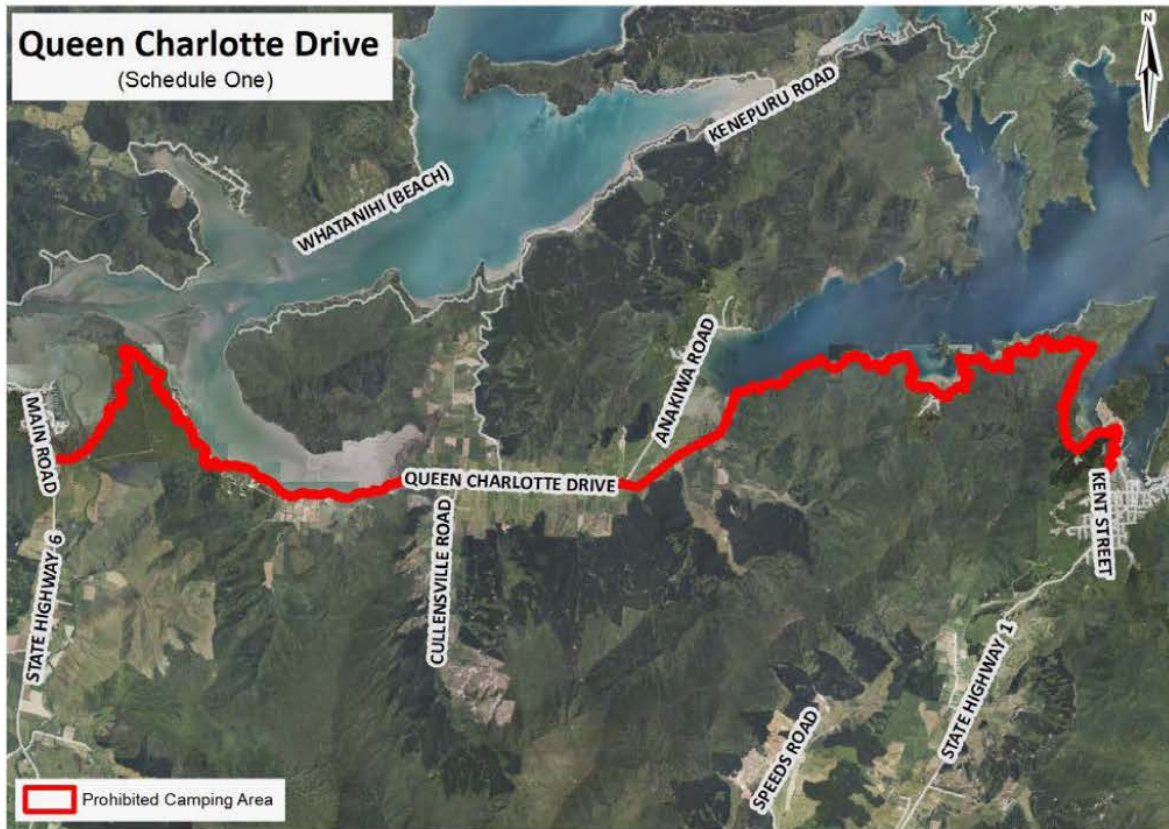 Queen Charlotte Drive
(Schedule One)
KENEPURU ROAD
WHATANIHI (BEACH)
ANAKIWA ROAD
MAIN ROAD
QUEEN CHARLOTTE DRIVE
KENT STREET
CULLENSVILLE ROAD
STATE HIGHWAY 6
STATE HIGHWAY 1
SPEEDS ROAD
Prohibited Camping Area